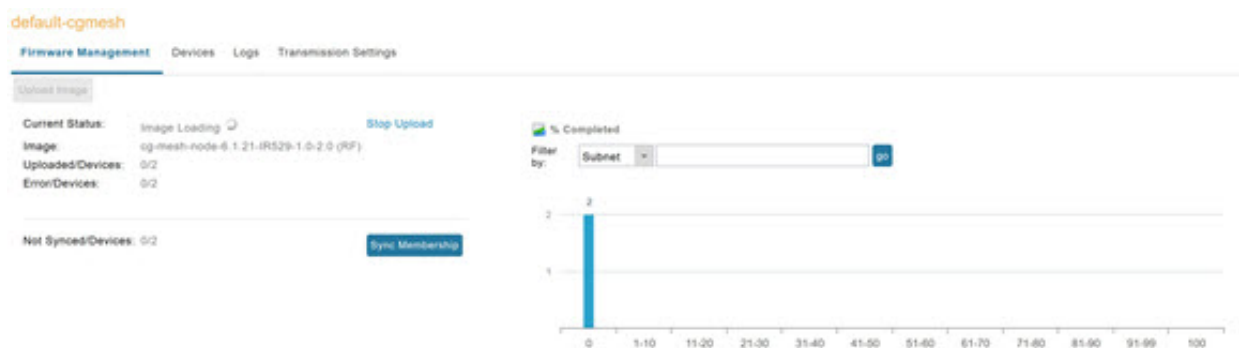 default-cgmesh
Firmware Management Devices Logs Transmission Settings
Upload Image
Current Status: Image Loading Stop Upload
Image: cg-mesh-node-6.1.21-IR529-1.0-2.0 (RF)
Uploaded/Devices: 0/2
Error/Devices: 0/2
Not Synced/Devices: 0/2 Sync Membership
% Completed
Filter by: Subnet go
2
2
1
0 1-10 11-20 21-30 31-40 41-50 51-60 61-70 71-80 81-90 91-99 100